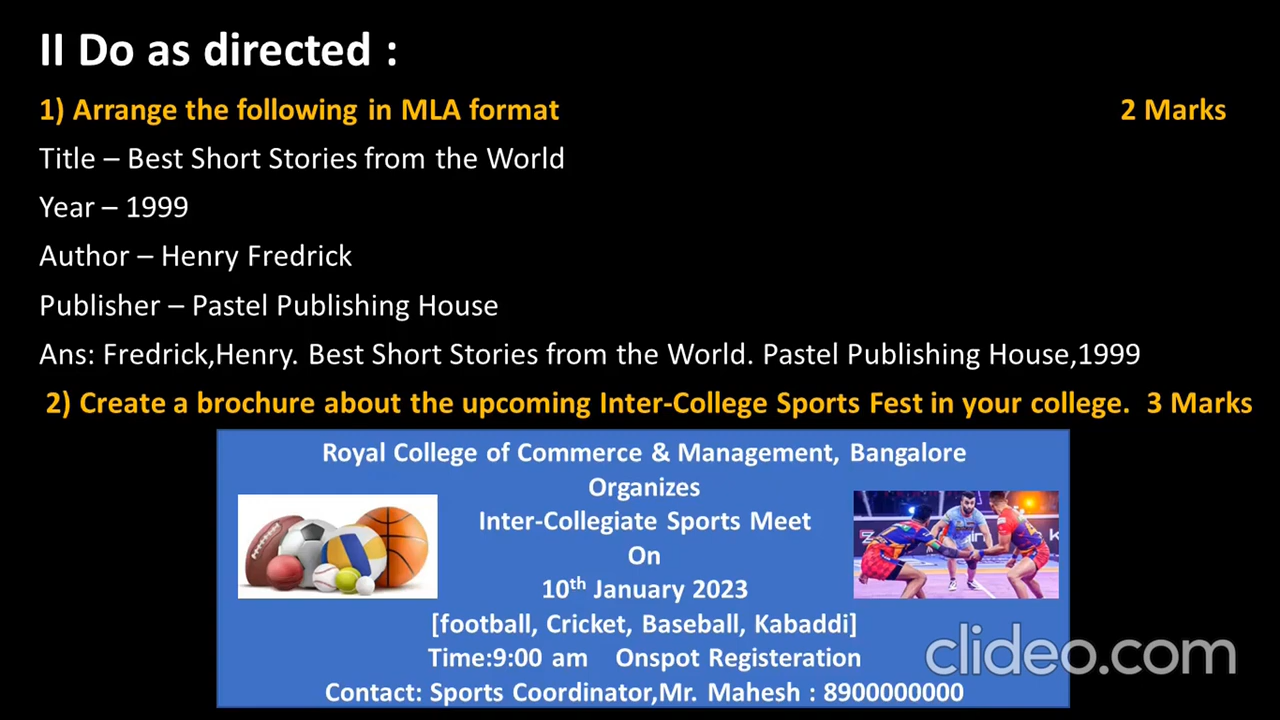 II Do as directed :
1) Arrange the following in MLA format 2 Marks
Title – Best Short Stories from the World
Year – 1999
Author – Henry Fredrick
Publisher – Pastel Publishing House
Ans: Fredrick,Henry. Best Short Stories from the World. Pastel Publishing House,1999
2) Create a brochure about the upcoming Inter-College Sports Fest in your college. 3 Marks
Royal College of Commerce & Management, Bangalore
Organizes
Inter-Collegiate Sports Meet
On
10th January 2023
[football, Cricket, Baseball, Kabaddi]
Time:9:00 am Onspot Registeration
Contact: Sports Coordinator,Mr. Mahesh : 8900000000
clideo.com